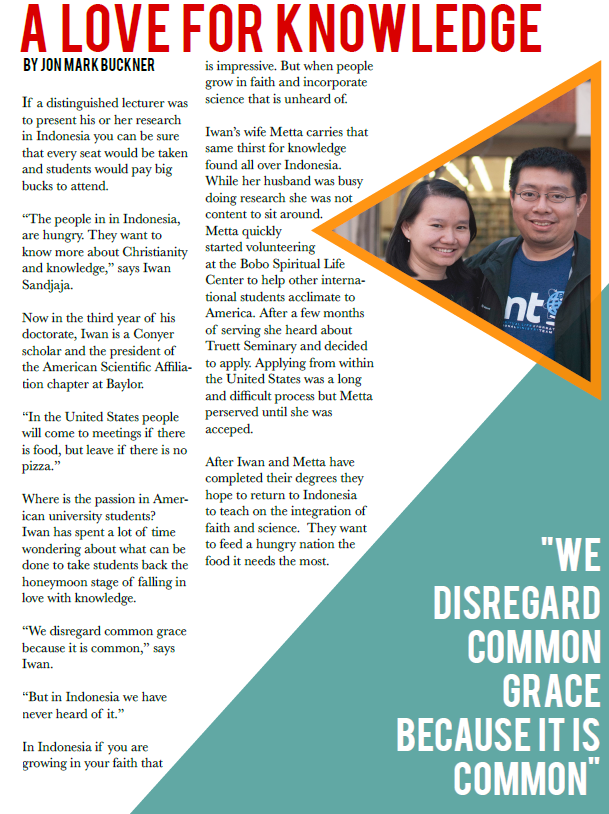 A LOVE FOR KNOWLEDGE
BY JON MARK BUCKNER
If a distinguished lecturer was
to present his or her research
in Indonesia you can be sure
that every seat would be taken
and students would pay big
bucks to attend.
“The people in in Indonesia,
are hungry. They want to
know more about Christianity
and knowledge,” says Iwan
Sandjaja.
Now in the third year of his
doctorate, Iwan is a Conyer
scholar and the president of
the American Scientific Affilia-
tion chapter at Baylor.
“In the United States people
will come to meetings if there
is food, but leave if there is no
pizza.”
Where is the passion in Amer-
ican university students?
Iwan has spent a lot of time
wondering about what can be
done to take students back the
honeymoon stage of falling in
love with knowledge.
“We disregard common grace
because it is common,” says
Iwan.
“But in Indonesia we have
never heard of it.”
In Indonesia if you are
growing in your faith that
is impressive. But when people
grow in faith and incorporate
science that is unheard of.
Iwan’s wife Metta carries that
same thirst for knowledge
found all over Indonesia.
While her husband was busy
doing research she was not
content to sit around.
Metta quickly
started volunteering
at the Bobo Spiritual Life
Center to help other interna-
tional students acclimate to
America. After a few months
of serving she heard about
Truett Seminary and decided
to apply. Applying from within
the United States was a long
and difficult process but Metta
perserved until she was
acceped.
After Iwan and Metta have
completed their degrees they
hope to return to Indonesia
to teach on the integration of
faith and science.  They want
to feed a hungry nation the
food it needs the most.
nt
"WE
DISREGARD
COMMON
GRACE
BECAUSE IT IS
COMMON"